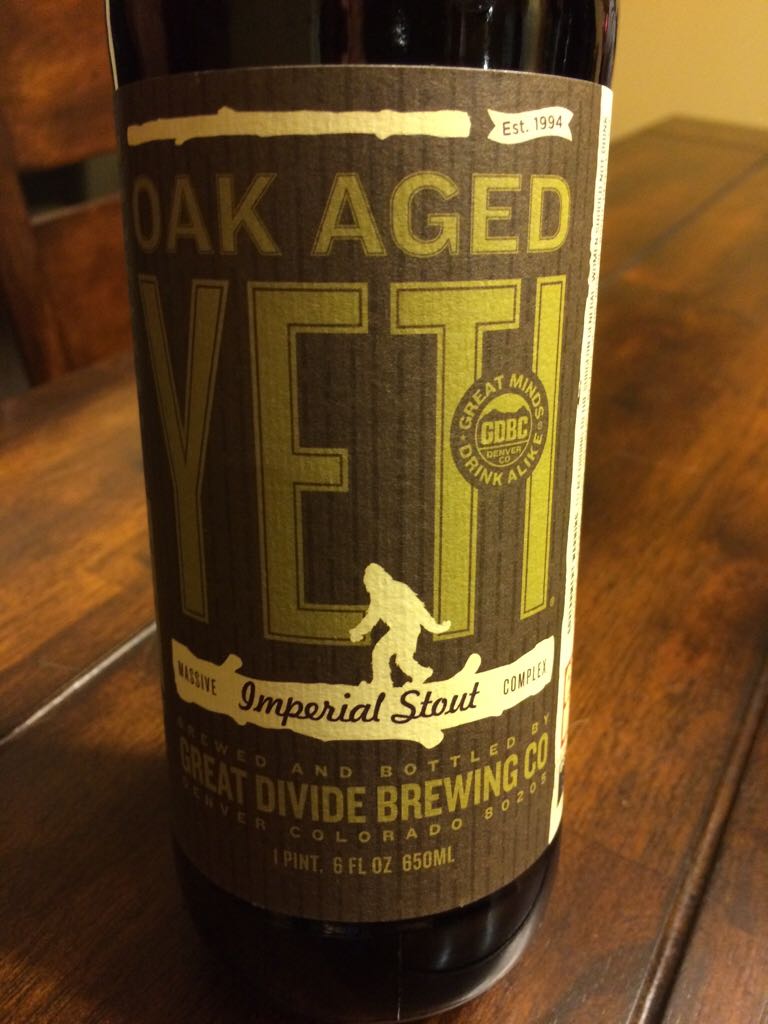 Est. 1994
OAK AGED
YETI
GREAT MINDS
GDBC
DENVER
CO
DRINK ALIKE
MASSIVE Imperial Stout COMPLEX
BREWED AND BOTTLED BY
GREAT DIVIDE BREWING CO
DENVER COLORADO 80205
1 PINT, 6 FL OZ 650ML